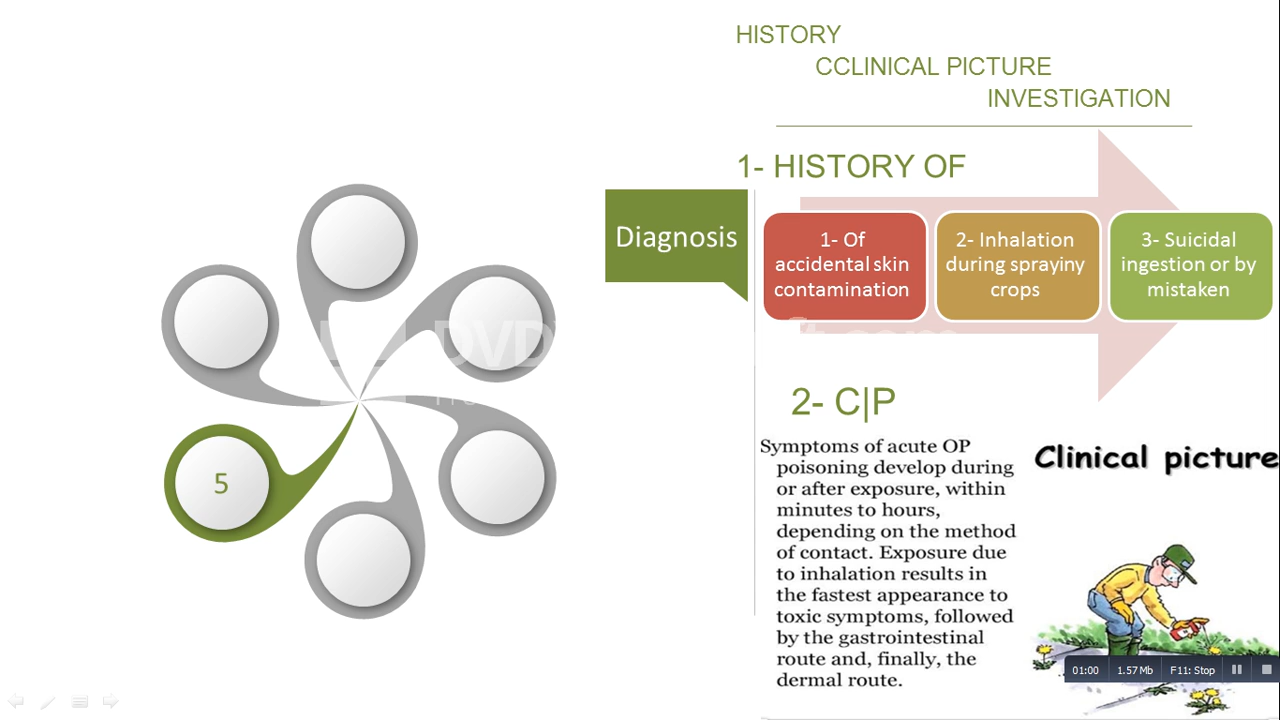 HISTORY
CCLINICAL PICTURE
INVESTIGATION
1- HISTORY OF
Diagnosis
1- Of
accidental skin
contamination
2- Inhalation
during sprayiny
crops
3- Suicidal
ingestion or by
mistaken
5
2- C|P
Symptoms of acute OP
poisoning develop during
or after exposure, within
minutes to hours,
depending on the method
of contact. Exposure due
to inhalation results in
the fastest appearance to
toxic symptoms, followed
by the gastrointestinal
route and, finally, the
dermal route.
Clinical picture
01:00 1.57 Mb F11: Stop